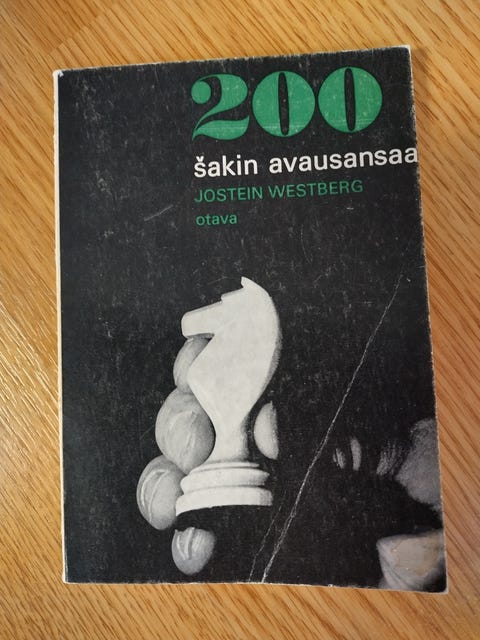 200
šakin avausansaa
JOSTEIN WESTBERG
otava